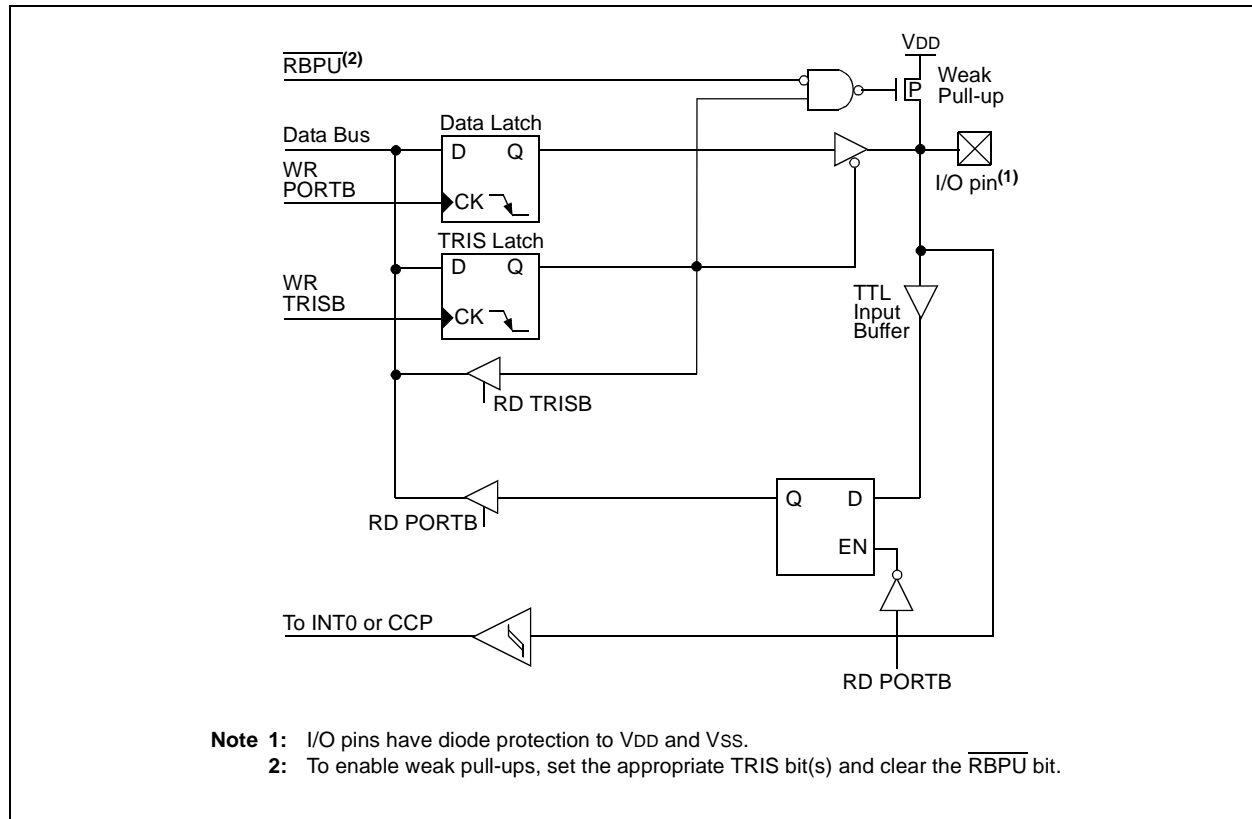 VDD
RBPU(2)
Weak
Pull-up
P
Data Latch
Data Bus
D Q
WR
PORTB
I/O pin(1)
CK
TRIS Latch
D Q
WR
TRISB
TTL
Input
Buffer
CK
RD TRISB
Q D
RD PORTB
EN
To INT0 or CCP
RD PORTB
Note 1: I/O pins have diode protection to VDD and VSS.
2: To enable weak pull-ups, set the appropriate TRIS bit(s) and clear the RBPU bit.